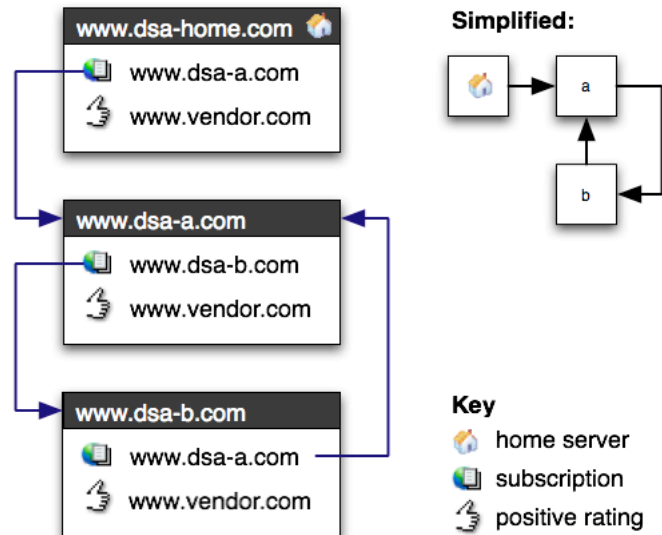 www.dsa-home.com
www.dsa-a.com
www.vendor.com
www.dsa-a.com
www.dsa-b.com
www.vendor.com
www.dsa-b.com
www.dsa-a.com
www.vendor.com
Simplified:
a
b
Key
home server
subscription
positive rating